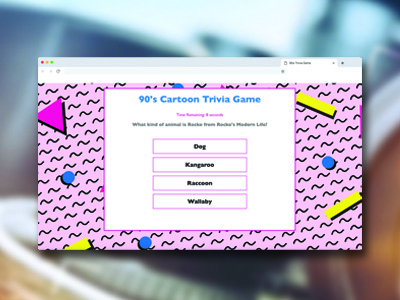 90s Trivia Game
90's Cartoon Trivia Game
Time Remaining: 8 seconds
What kind of animal is Rocko from Rocko's Modern Life?
Dog
Kangaroo
Raccoon
Wallaby